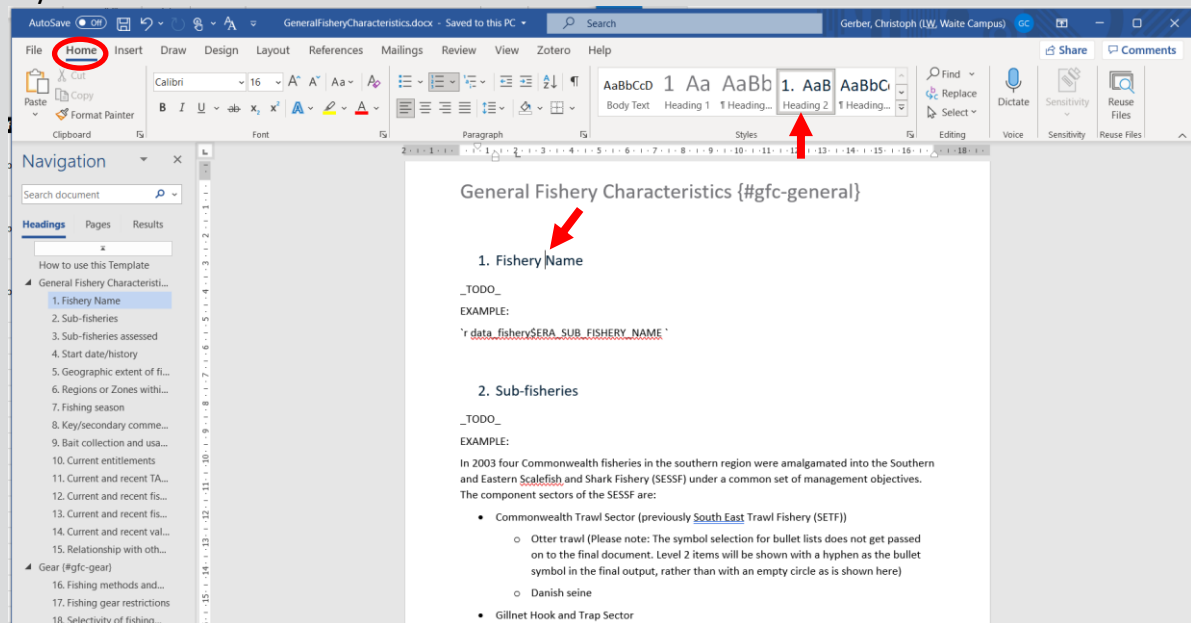 AutoSave Off GeneralFisheryCharacteristics.docx - Saved to this PC Search Gerber, Christoph (LW, Waite Campus) GC
File Home Insert Draw Design Layout References Mailings Review View Zotero Help Share Comments
Paste Cut Copy Format Painter
Calibri 16
AaBbCcD 1 Aa AaBb 1. AaB AaBbC
Body Text Heading 1 ¶ Heading... Heading 2 ¶ Heading...
Find Replace Select
Dictate Sensitivity Reuse Files
Clipboard Font Paragraph Styles Editing Voice Sensitivity Reuse Files
Navigation
Search document
Headings Pages Results
How to use this Template
General Fishery Characteristi...
1. Fishery Name
2. Sub-fisheries
3. Sub-fisheries assessed
4. Start date/history
5. Geographic extent of fi...
6. Regions or Zones withi...
7. Fishing season
8. Key/secondary comme...
9. Bait collection and usa...
10. Current entitlements
11. Current and recent TA...
12. Current and recent fis...
13. Current and recent fis...
14. Current and recent val...
15. Relationship with oth...
Gear {#gfc-gear}
16. Fishing methods and...
17. Fishing gear restrictions
18. Selectivity of fishing...
General Fishery Characteristics {#gfc-general}
1. Fishery Name
_TODO_
EXAMPLE:
`r data_fishery$ERA_SUB_FISHERY_NAME `
2. Sub-fisheries
_TODO_
EXAMPLE:
In 2003 four Commonwealth fisheries in the southern region were amalgamated into the Southern
and Eastern Scalefish and Shark Fishery (SESSF) under a common set of management objectives.
The component sectors of the SESSF are:
• Commonwealth Trawl Sector (previously South East Trawl Fishery (SETF))
o Otter trawl (Please note: The symbol selection for bullet lists does not get passed
on to the final document. Level 2 items will be shown with a hyphen as the bullet
symbol in the final output, rather than with an empty circle as is shown here)
o Danish seine
• Gillnet Hook and Trap Sector